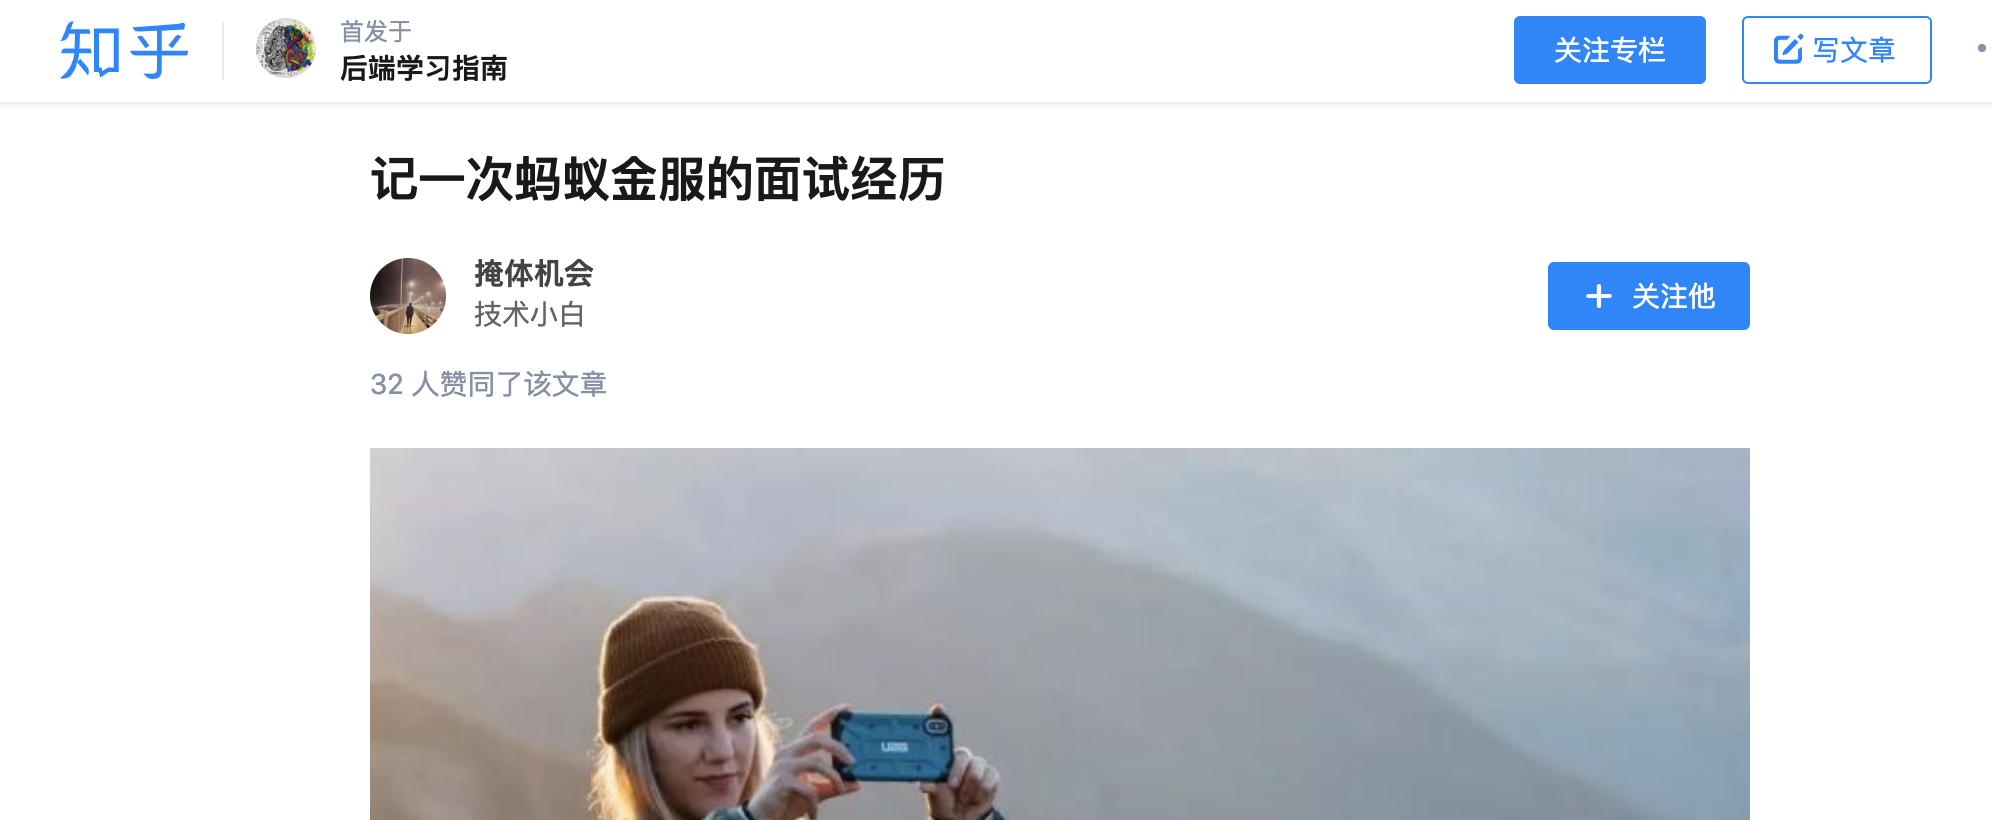 知乎
首发于
后端学习指南
关注专栏
写文章
记一次蚂蚁金服的面试经历
掩体机会
技术小白
关注他
32 人赞同了该文章
UAG